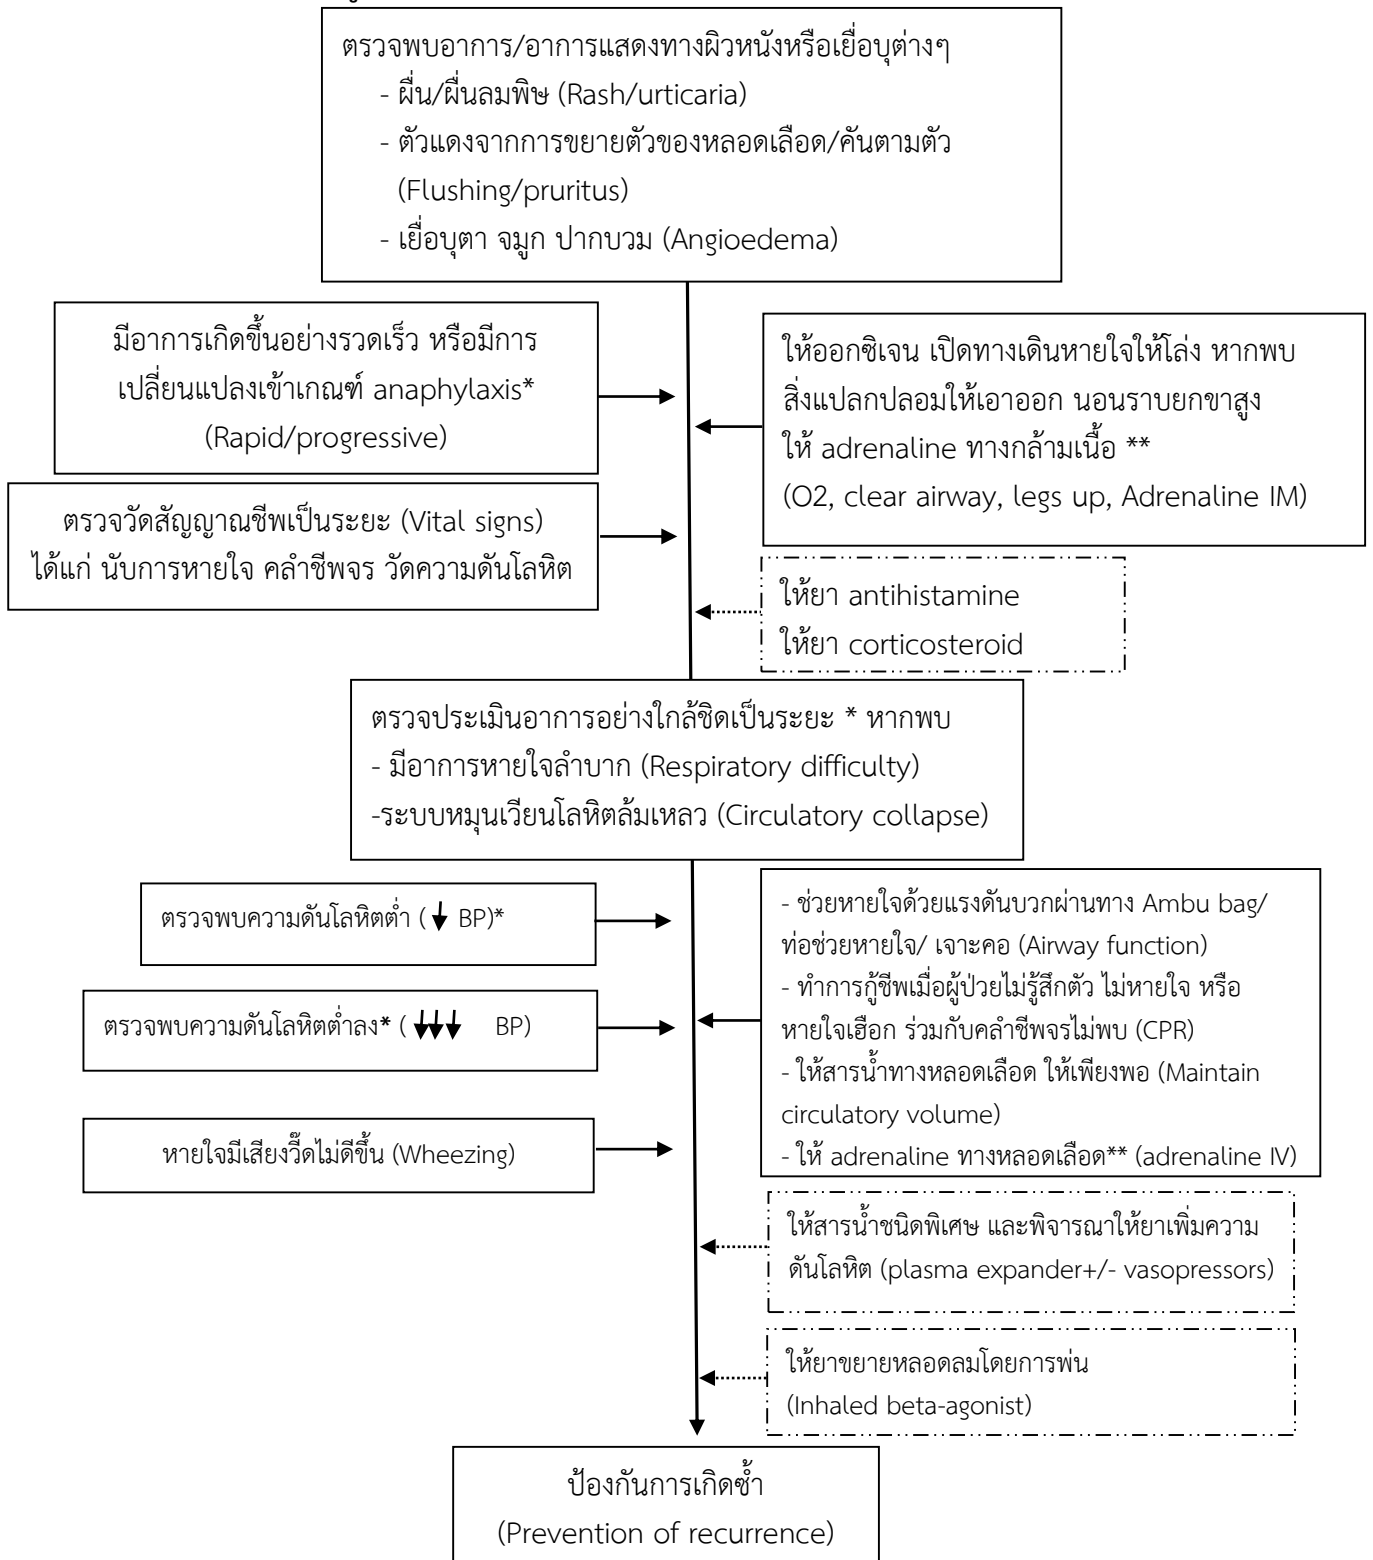 ตรวจพบอาการ/อาการแสดงทางผิวหนังหรือเยื่อบุต่างๆ
- ผื่น/ผื่นลมพิษ (Rash/urticaria)
- ตัวแดงจากการขยายตัวของหลอดเลือด/คันตามตัว
(Flushing/pruritus)
- เยื่อบุตา จมูก ปากบวม (Angioedema)
มีอาการเกิดขึ้นอย่างรวดเร็ว หรือมีการ
เปลี่ยนแปลงเข้าเกณฑ์ anaphylaxis*
(Rapid/progressive)
ให้ออกซิเจน เปิดทางเดินหายใจให้โล่ง หากพบ
สิ่งแปลกปลอมให้เอาออก นอนราบยกขาสูง
ให้ adrenaline ทางกล้ามเนื้อ **
(O2, clear airway, legs up, Adrenaline IM)
ตรวจวัดสัญญาณชีพเป็นระยะ (Vital signs)
ได้แก่ นับการหายใจ คลำชีพจร วัดความดันโลหิต
ให้ยา antihistamine
ให้ยา corticosteroid
ตรวจประเมินอาการอย่างใกล้ชิดเป็นระยะ * หากพบ
- มีอาการหายใจลำบาก (Respiratory difficulty)
-ระบบหมุนเวียนโลหิตล้มเหลว (Circulatory collapse)
ตรวจพบความดันโลหิตต่ำ (↓ BP)*
ตรวจพบความดันโลหิตต่ำลง* (↓↓↓ BP)
หายใจมีเสียงวี๊ดไม่ดีขึ้น (Wheezing)
- ช่วยหายใจด้วยแรงดันบวกผ่านทาง Ambu bag/
ท่อช่วยหายใจ/ เจาะคอ (Airway function)
- ทำการกู้ชีพเมื่อผู้ป่วยไม่รู้สึกตัว ไม่หายใจ หรือ
หายใจเฮือก ร่วมกับคลำชีพจรไม่พบ (CPR)
- ให้สารน้ำทางหลอดเลือด ให้เพียงพอ (Maintain
circulatory volume)
- ให้ adrenaline ทางหลอดเลือด** (adrenaline IV)
ให้สารน้ำชนิดพิเศษ และพิจารณาให้ยาเพิ่มความ
ดันโลหิต (plasma expander+/- vasopressors)
ให้ยาขยายหลอดลมโดยการพ่น
(Inhaled beta-agonist)
ป้องกันการเกิดซ้ำ
(Prevention of recurrence)